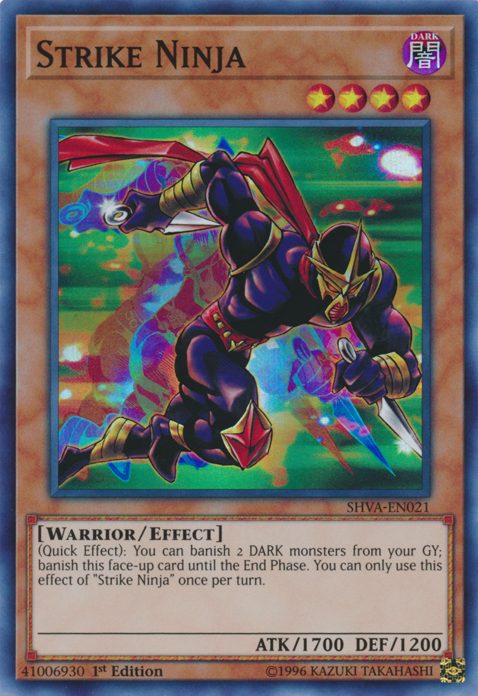 STRIKE NINJA
DARK
闇
SHVA-EN021
[WARRIOR/EFFECT]
(Quick Effect): You can banish 2 DARK monsters from your GY;
banish this face-up card until the End Phase. You can only use this
effect of "Strike Ninja" once per turn.
ATK/1700 DEF/1200
41006930 1st Edition ©1996 KAZUKI TAKAHASHI